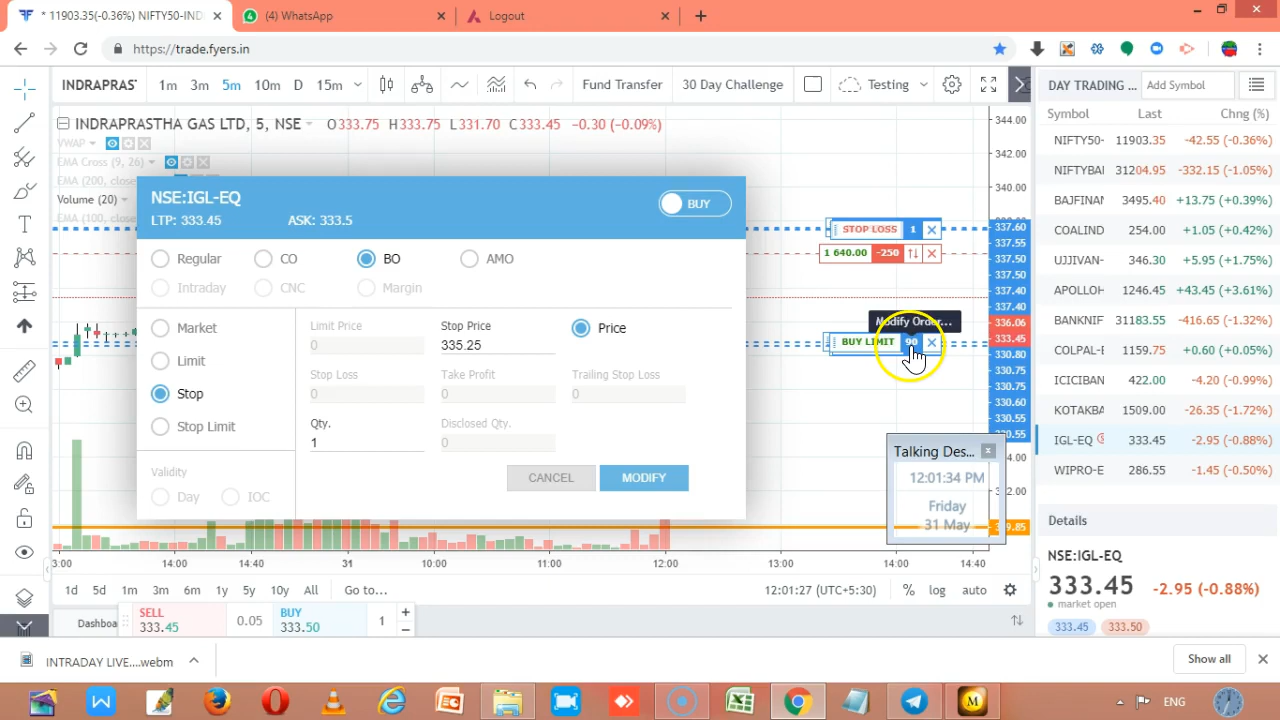 * 11903.35(-0.36%) NIFTY50-IND
(4) WhatsApp
Logout
https://trade.fyers.in
INDRAPRAS
1m 3m 5m 10m D 15m
Fund Transfer
30 Day Challenge
Testing
DAY TRADING ...
Add Symbol
INDRAPRASTHA GAS LTD, 5, NSE
O333.75 H333.75 L331.70 C333.45 -0.30 (-0.09%)
VWAP
EMA Cross (9, 26)
EMA (200, close
Volume (20)
EMA (100, close
NSE:IGL-EQ
LTP: 333.45
ASK: 333.5
BUY
Regular
CO
BO
AMO
Intraday
CNC
Margin
Market
Limit
Stop
Stop Limit
Limit Price
0
Stop Price
335.25
Price
Stop Loss
0
Take Profit
0
Trailing Stop Loss
0
Qty.
1
Disclosed Qty.
0
Validity
Day
IOC
CANCEL
MODIFY
STOP LOSS 1
1 640.00 -250
Modify Order...
BUY LIMIT 90
344.00
342.00
340.00
337.60
337.55
337.50
337.50
337.40
336.06
333.45
330.80
330.75
330.60
330.55
Talking Des...
12:01:34 PM
Friday
31 May
Symbol Last Chng (%)
NIFTY50- 11903.35 -42.55 (-0.36%)
NIFTYBAN 31204.95 -332.15 (-1.05%)
BAJFINAN 3495.40 +13.75 (+0.39%)
COALIND 254.00 +1.05 (+0.42%)
UJJIVAN- 346.30 +5.95 (+1.75%)
APOLLOH 1246.45 +43.45 (+3.61%)
BANKNIF 31183.55 -416.65 (-1.32%)
COLPAL-E 1159.75 +0.60 (+0.05%)
ICICIBAN 422.00 -4.20 (-0.99%)
KOTAKBA 1509.00 -26.35 (-1.72%)
IGL-EQ 333.45 -2.95 (-0.88%)
WIPRO-E 286.55 -1.45 (-0.50%)
Details
NSE:IGL-EQ
333.45 -2.95 (-0.88%)
market open
333.45 333.50
14:00 14:40 31 10:00 11:00 12:00 13:00 14:00 14:40
1d 5d 1m 3m 6m 1y 5y 10y All Go to...
12:01:27 (UTC+5:30)
% log auto
Dashboa
SELL
333.45
0.05
BUY
333.50
1
INTRADAY LIVE....webm
Show all
ENG